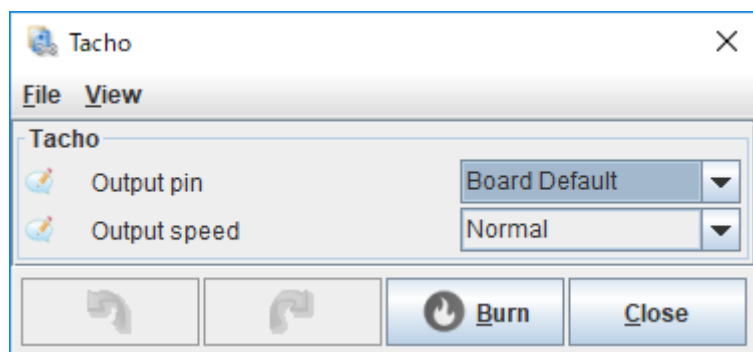 Tacho
File View
Tacho
Output pin Board Default
Output speed Normal
Burn Close